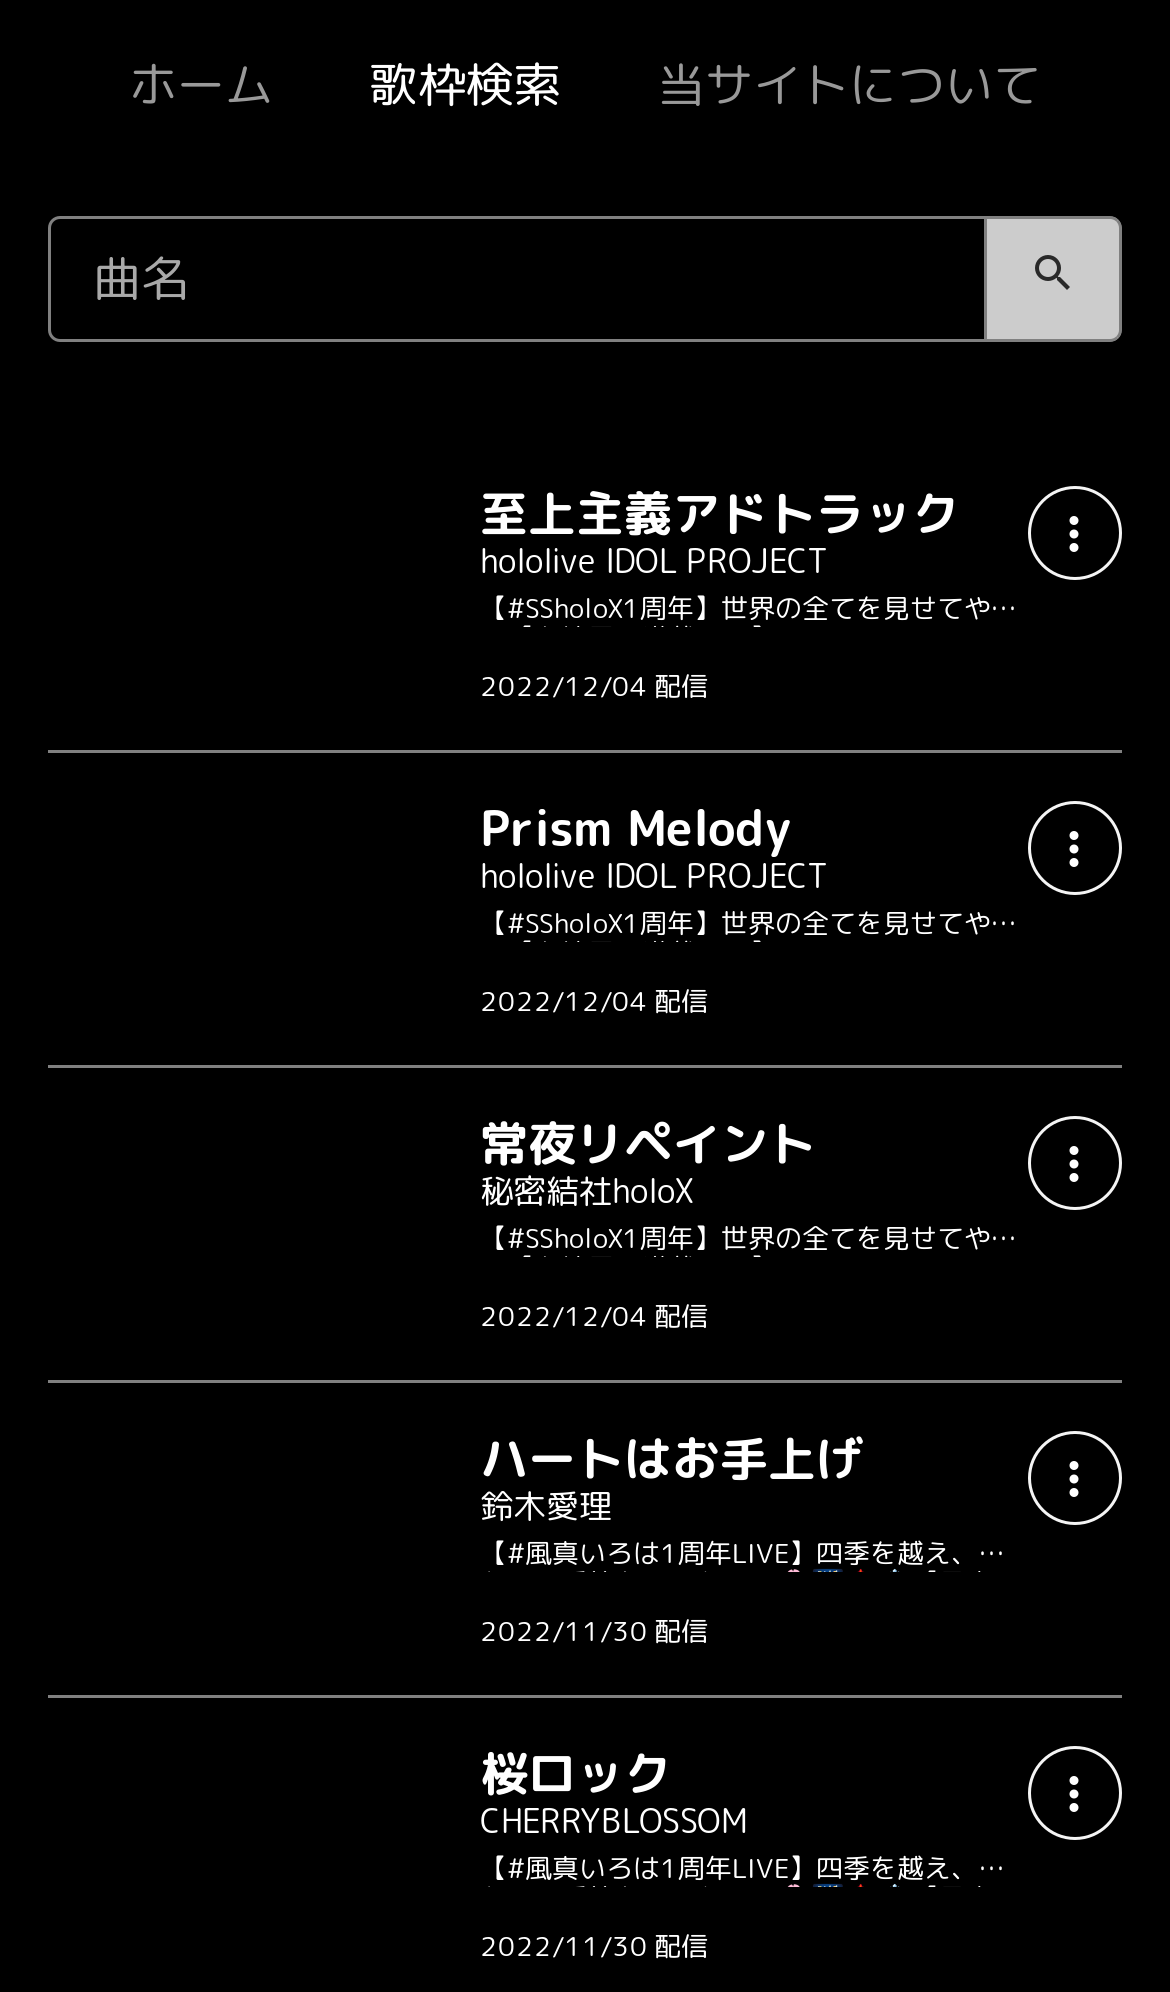 ホーム 歌枠検索 当サイトについて
曲名
至上主義アドトラック
hololive IDOL PROJECT
【#SSholoX1周年】世界の全てを見せてや…
2022/12/04 配信
Prism Melody
hololive IDOL PROJECT
【#SSholoX1周年】世界の全てを見せてや…
2022/12/04 配信
常夜リペイント
秘密結社holoX
【#SSholoX1周年】世界の全てを見せてや…
2022/12/04 配信
ハートはお手上げ
鈴木愛理
【#風真いろは1周年LIVE】四季を越え、…
2022/11/30 配信
桜ロック
CHERRYBLOSSOM
【#風真いろは1周年LIVE】四季を越え、…
2022/11/30 配信